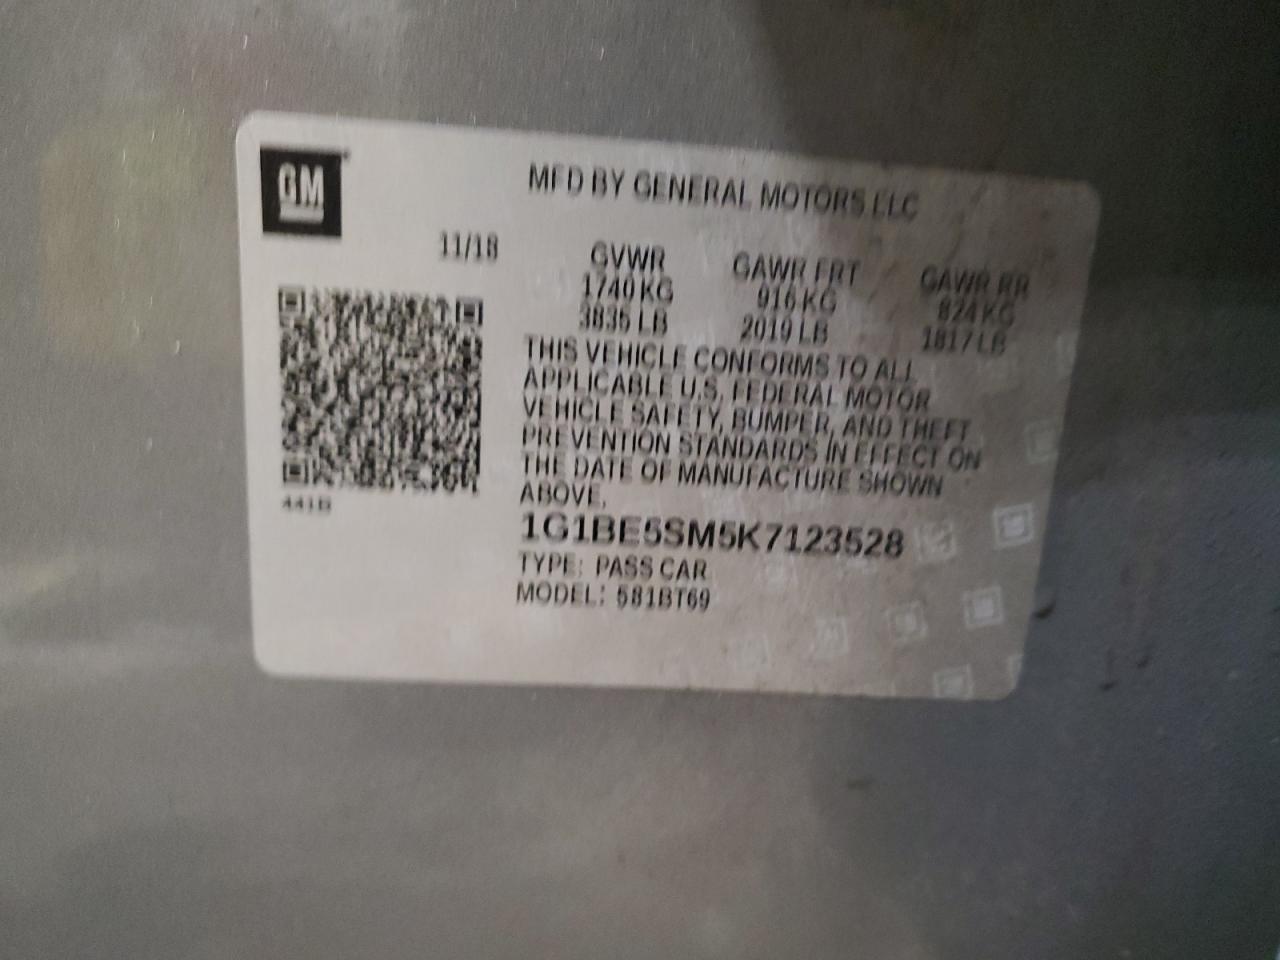 GM
MFD BY GENERAL MOTORS LLC
11/18
GVWR GAWR FRT GAWR RR
1740 KG 916 KG 824 KG
3835 LB 2019 LB 1817 LB
THIS VEHICLE CONFORMS TO ALL
APPLICABLE U.S. FEDERAL MOTOR
VEHICLE SAFETY, BUMPER, AND THEFT
PREVENTION STANDARDS IN EFFECT ON
THE DATE OF MANUFACTURE SHOWN
ABOVE.
441B
1G1BE5SM5K7123528
TYPE: PASS CAR
MODEL: 581BT69